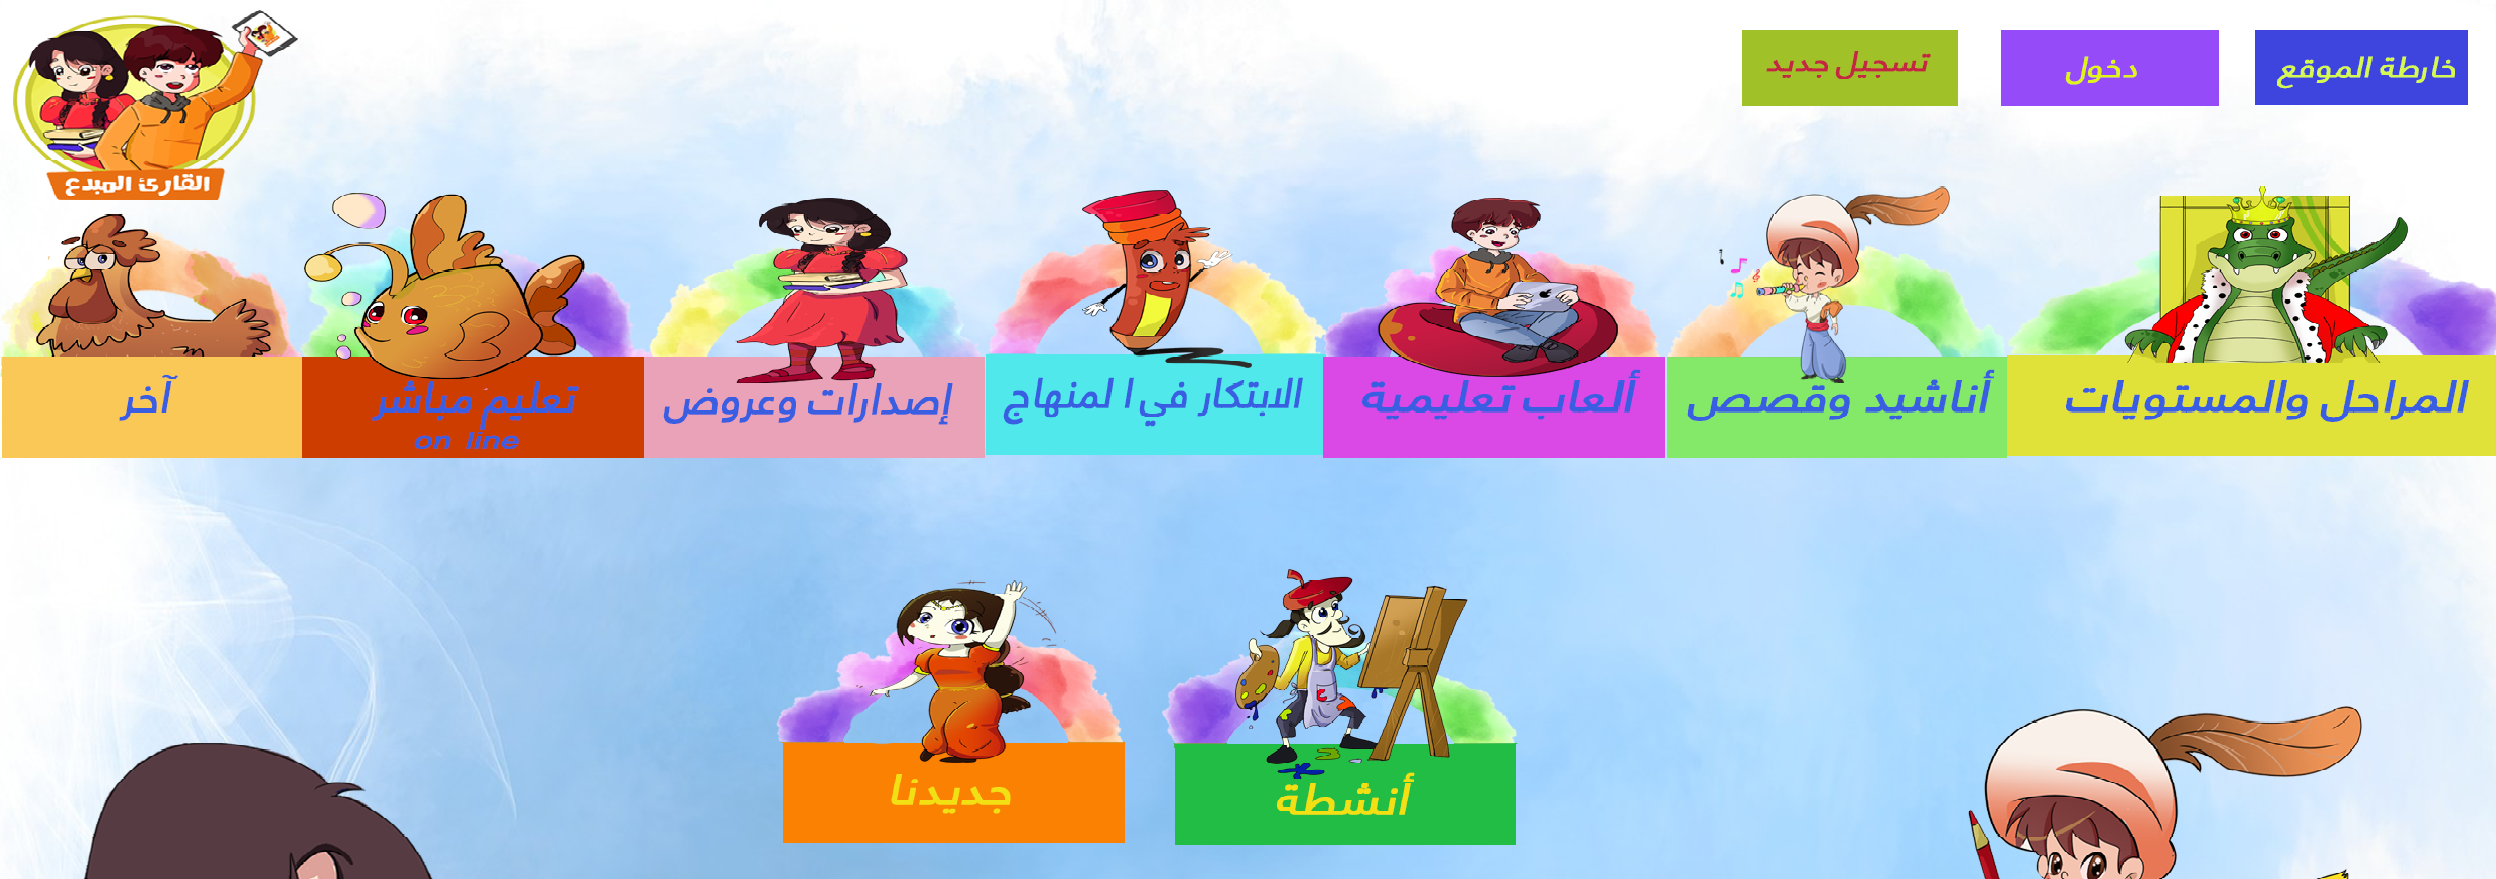 القارئ المبدع
خارطة الموقع
دخول
تسجيل جديد
المراحل والمستويات
أناشيد وقصص
ألعاب تعليمية
الابتكار في ا لمنهاج
إصدارات وعروض
تعليم مباشر
on line
آخر
أنشطة
جديدنا